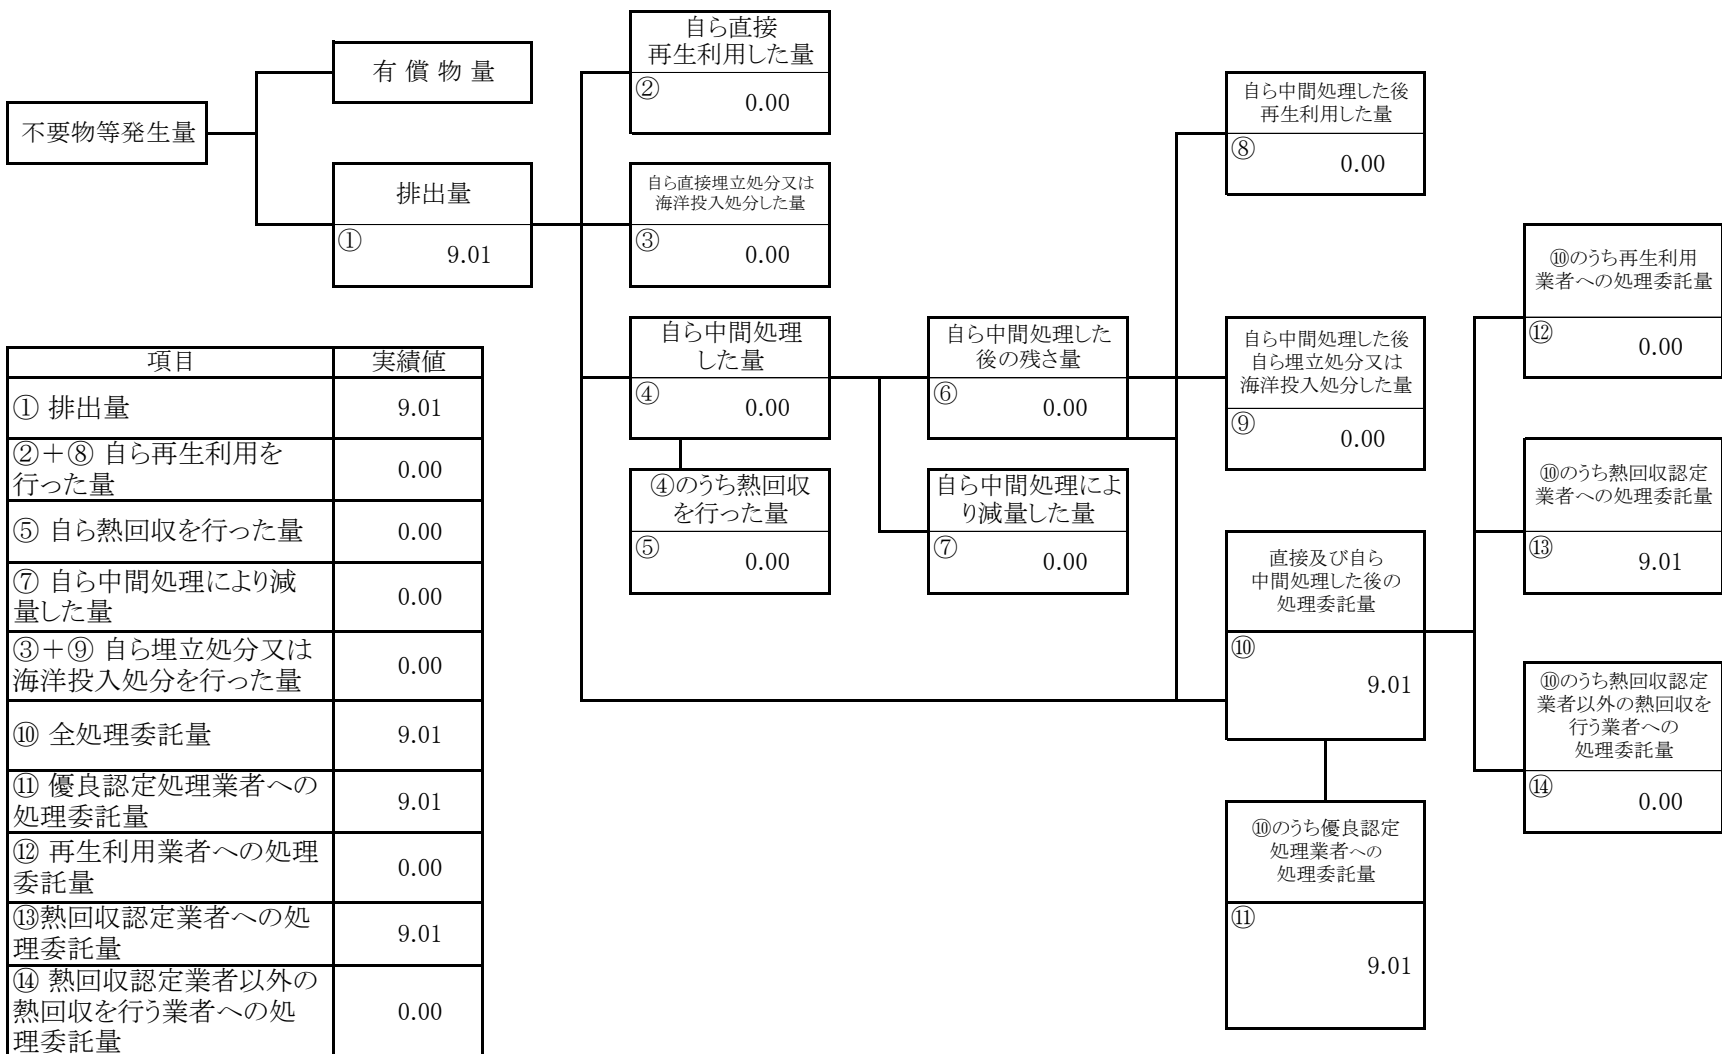 不要物等発生量
有 償 物 量
排出量
①
9.01
自ら直接
再生利用した量
②
0.00
自ら直接埋立処分又は
海洋投入処分した量
③
0.00
自ら中間処理
した量
④
0.00
④のうち熱回収
を行った量
⑤
0.00
自ら中間処理した
後の残さ量
⑥
0.00
自ら中間処理によ
り減量した量
⑦
0.00
自ら中間処理した後
再生利用した量
⑧
0.00
自ら中間処理した後
自ら埋立処分又は
海洋投入処分した量
⑨
0.00
直接及び自ら
中間処理した後の
処理委託量
⑩
9.01
⑩のうち優良認定
処理業者への
処理委託量
⑪
9.01
⑩のうち再生利用
業者への処理委託量
⑫
0.00
⑩のうち熱回収認定
業者への処理委託量
⑬
9.01
⑩のうち熱回収認定
業者以外の熱回収を
行う業者への
処理委託量
⑭
0.00
項目 実績値
① 排出量 9.01
②＋⑧ 自ら再生利用を
行った量 0.00
⑤ 自ら熱回収を行った量 0.00
⑦ 自ら中間処理により減
量した量 0.00
③＋⑨ 自ら埋立処分又は
海洋投入処分を行った量 0.00
⑩ 全処理委託量 9.01
⑪ 優良認定処理業者への
処理委託量 9.01
⑫ 再生利用業者への処理
委託量 0.00
⑬熱回収認定業者への処
理委託量 9.01
⑭ 熱回収認定業者以外の
熱回収を行う業者への処
理委託量 0.00